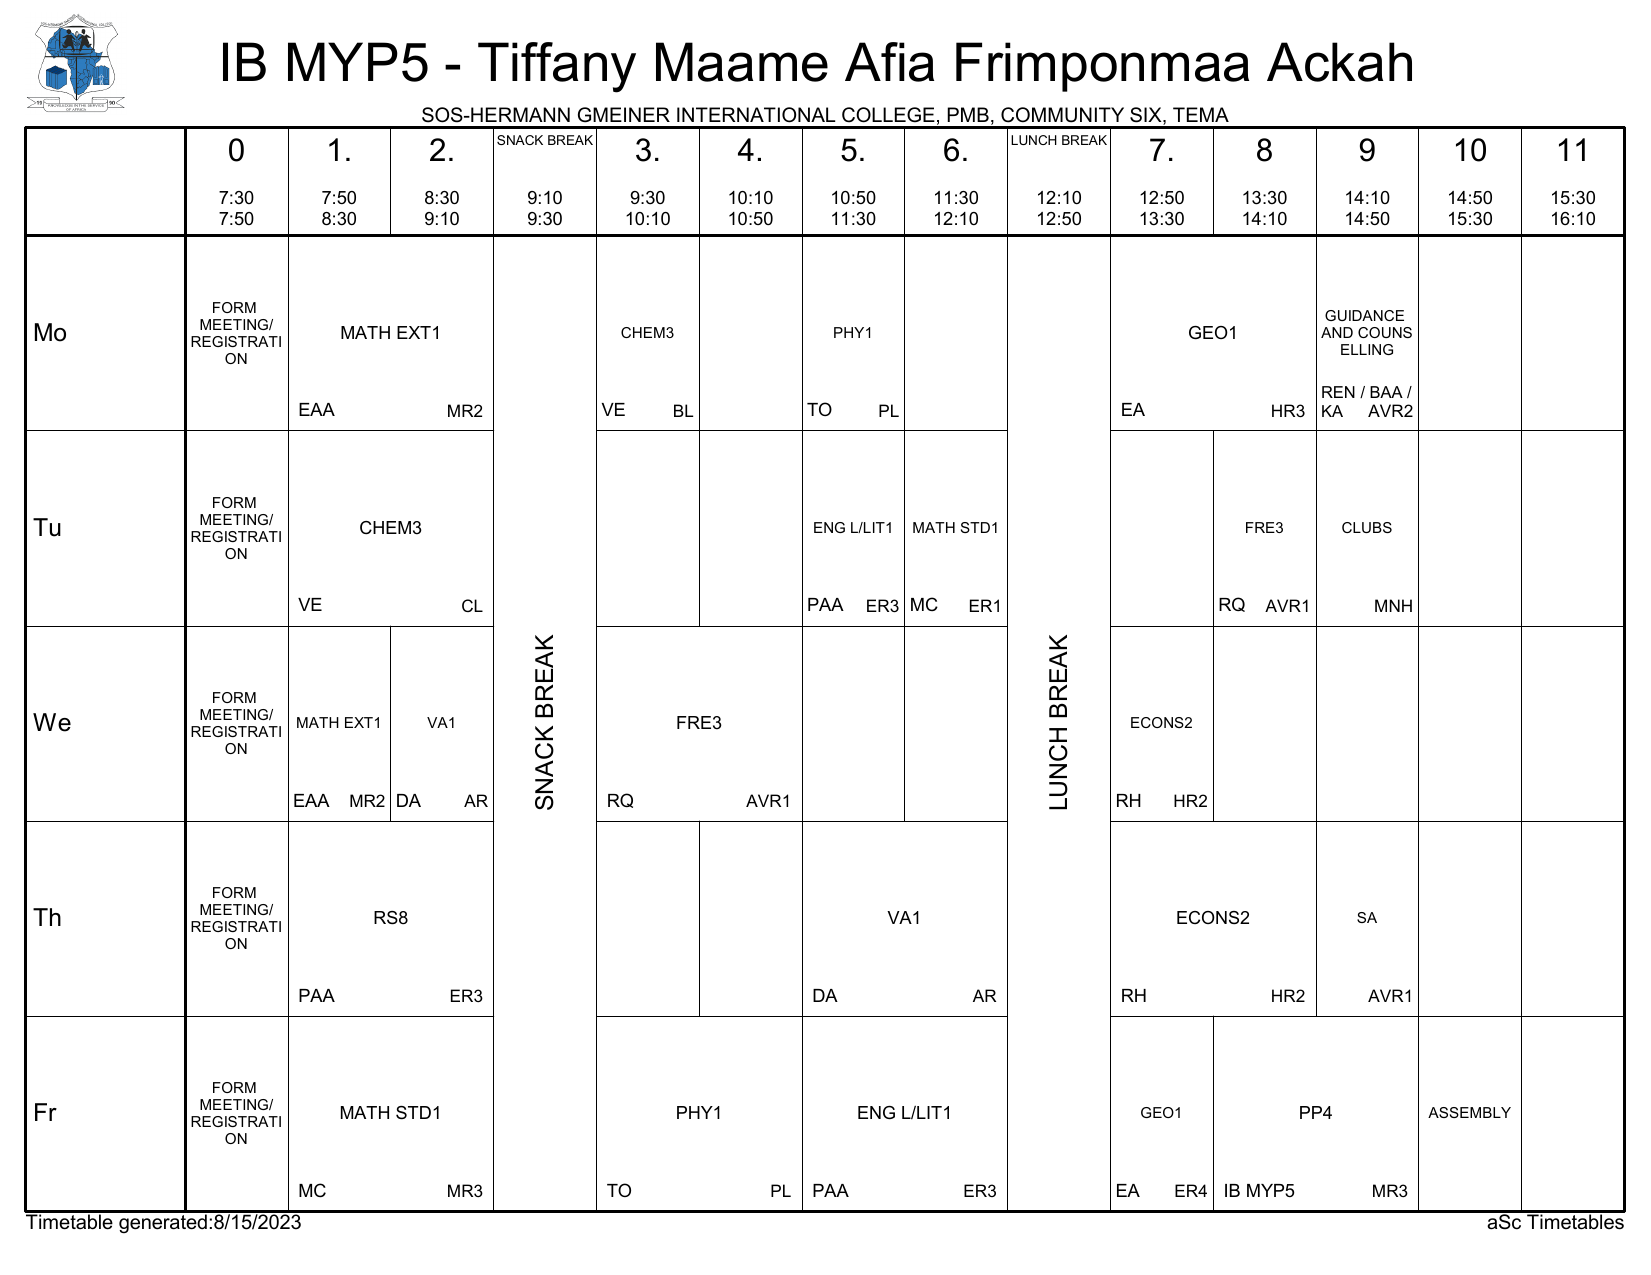 IB MYP5 - Tiffany Maame Afia Frimponmaa Ackah
SOS-HERMANN GMEINER INTERNATIONAL COLLEGE, PMB, COMMUNITY SIX, TEMA
0 1. 2. SNACK BREAK 3. 4. 5. 6. LUNCH BREAK 7. 8 9 10 11
7:30 7:50 8:30 9:10 9:30 10:10 10:50 11:30 12:10 12:50 13:30 14:10 14:50 15:30
7:50 8:30 9:10 9:30 10:10 10:50 11:30 12:10 12:50 13:30 14:10 14:50 15:30 16:10
Mo
FORM
MEETING/
REGISTRATI
ON
MATH EXT1
EAA MR2
CHEM3
VE BL
PHY1
TO PL
GEO1
EA HR3
GUIDANCE
AND COUNS
ELLING
REN / BAA /
KA AVR2
Tu
FORM
MEETING/
REGISTRATI
ON
CHEM3
VE CL
ENG L/LIT1
PAA ER3
MATH STD1
MC ER1
FRE3
RQ AVR1
CLUBS
MNH
We
FORM
MEETING/
REGISTRATI
ON
MATH EXT1
EAA MR2
VA1
DA AR
SNACK BREAK
FRE3
RQ AVR1
LUNCH BREAK
ECONS2
RH HR2
Th
FORM
MEETING/
REGISTRATI
ON
RS8
PAA ER3
VA1
DA AR
ECONS2
RH HR2
SA
AVR1
Fr
FORM
MEETING/
REGISTRATI
ON
MATH STD1
MC MR3
PHY1
TO PL
ENG L/LIT1
PAA ER3
GEO1
EA ER4
PP4
IB MYP5 MR3
ASSEMBLY
Timetable generated:8/15/2023
aSc Timetables